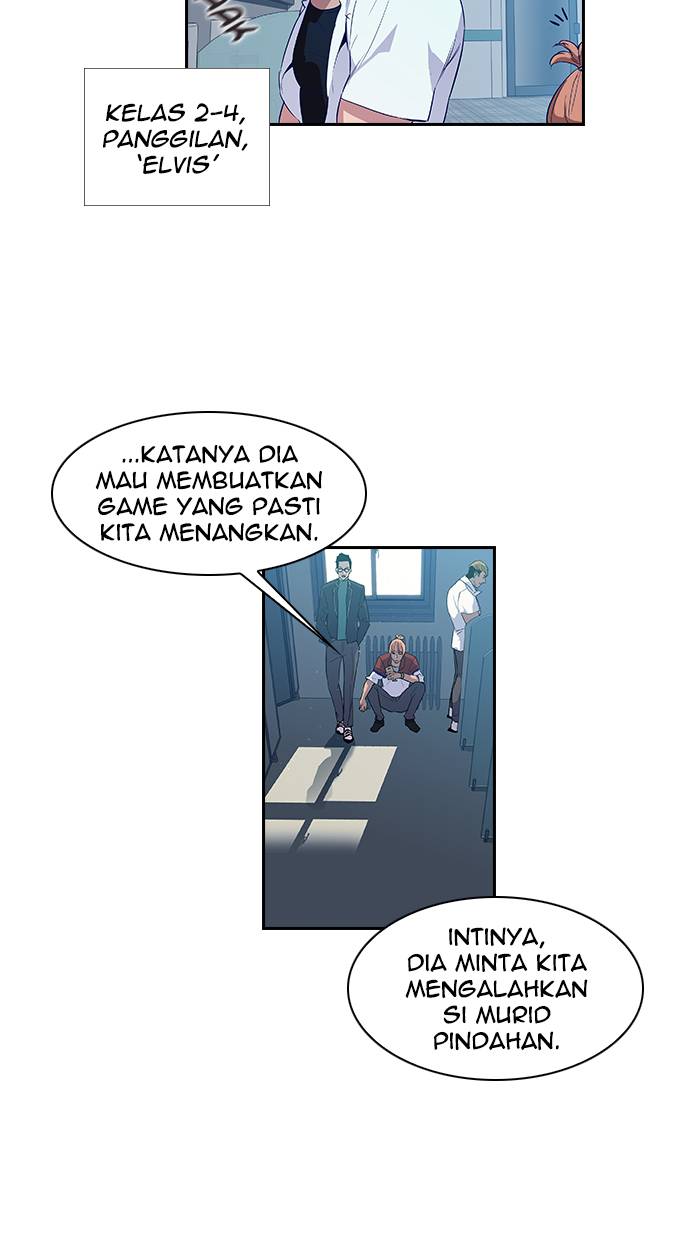 KELAS 2-4,
PANGGILAN,
'ELVIS'
...KATANYA DIA
MAU MEMBUATKAN
GAME YANG PASTI
KITA MENANGKAN.
INTINYA,
DIA MINTA KITA
MENGALAHKAN
SI MURID
PINDAHAN.